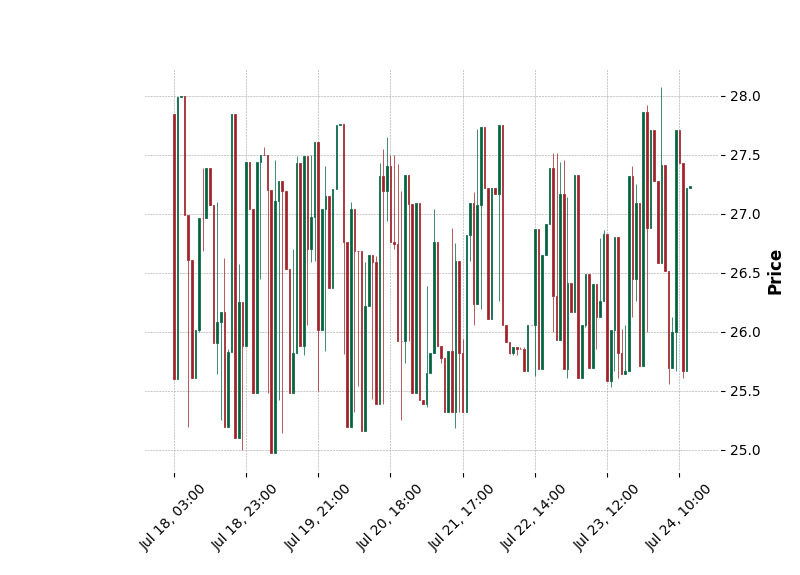 28.0
27.5
27.0
26.5
26.0
25.5
25.0
Price
Jul 18, 03:00
Jul 18, 23:00
Jul 19, 21:00
Jul 20, 18:00
Jul 21, 17:00
Jul 22, 14:00
Jul 23, 12:00
Jul 24, 10:00